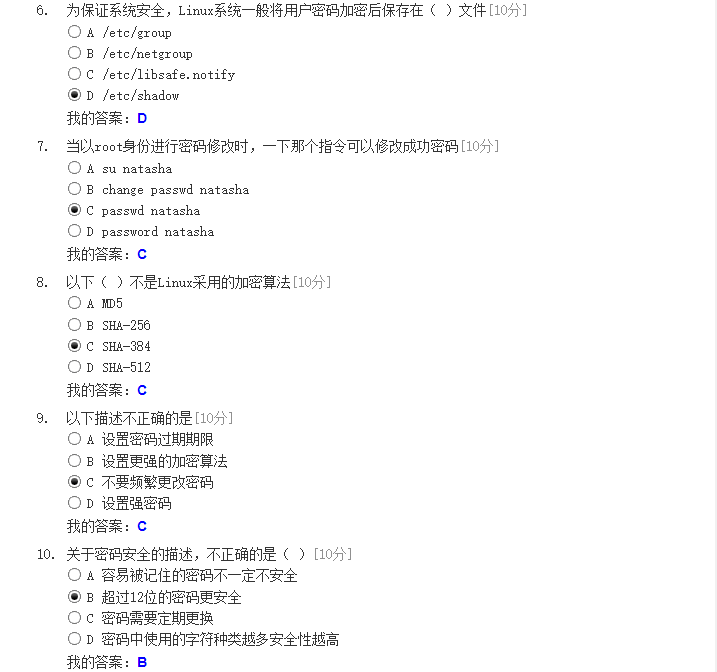 6. 为保证系统安全，Linux系统一般将用户密码加密后保存在（ ）文件[10分]
A /etc/group
B /etc/netgroup
C /etc/libsafe.notify
D /etc/shadow
我的答案：D
7. 当以root身份进行密码修改时，一下那个指令可以修改成功密码[10分]
A su natasha
B change passwd natasha
C passwd natasha
D password natasha
我的答案：C
8. 以下（ ）不是Linux采用的加密算法[10分]
A MD5
B SHA-256
C SHA-384
D SHA-512
我的答案：C
9. 以下描述不正确的是[10分]
A 设置密码过期期限
B 设置更强的加密算法
C 不要频繁更改密码
D 设置强密码
我的答案：C
10. 关于密码安全的描述，不正确的是（ ）[10分]
A 容易被记住的密码不一定不安全
B 超过12位的密码更安全
C 密码需要定期更换
D 密码中使用的字符种类越多安全性越高
我的答案：B